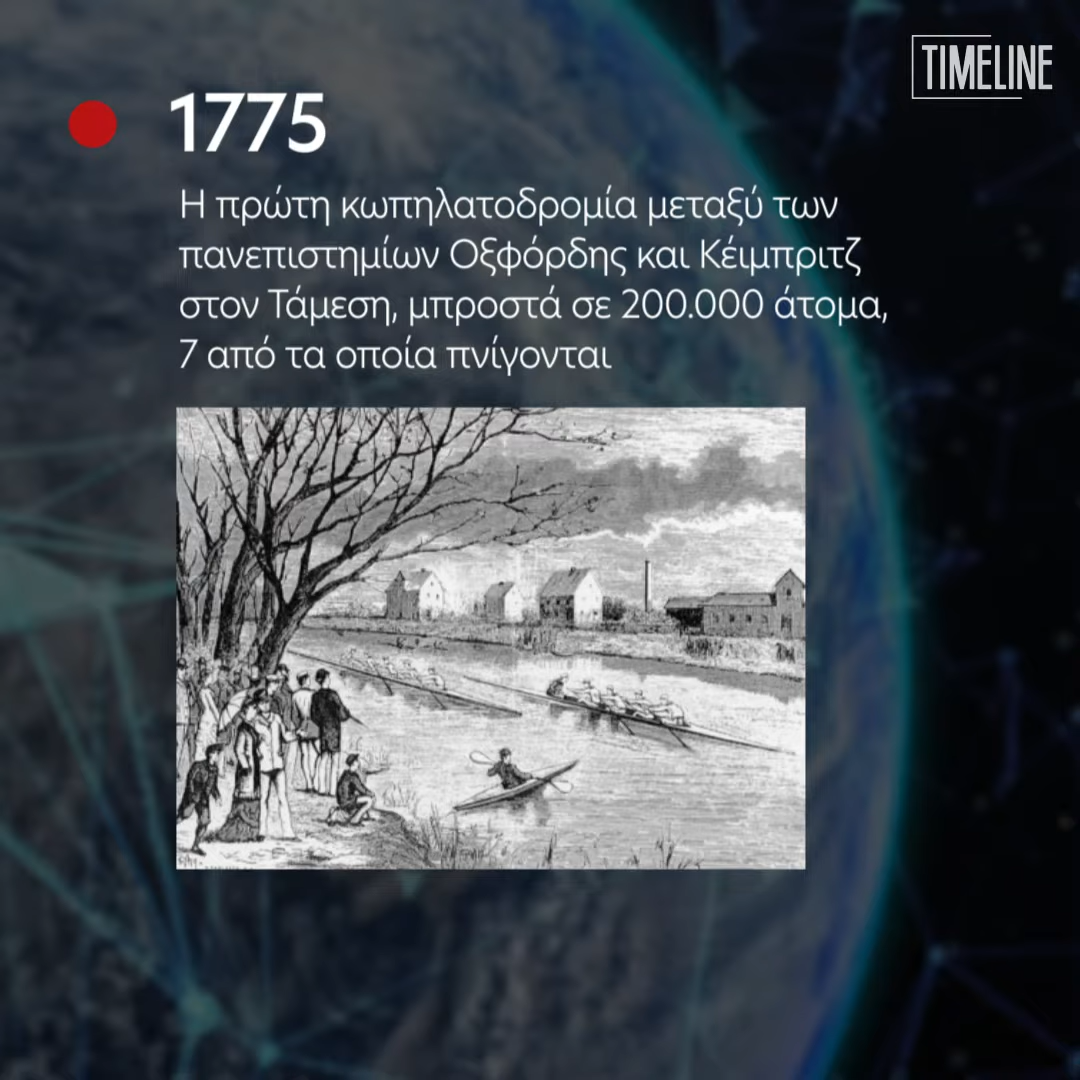 TIMELINE
1775
Η πρώτη κωπηλατοδρομία μεταξύ των
πανεπιστημίων Οξφόρδης και Κέιμπριτζ
στον Τάμεση, μπροστά σε 200.000 άτομα,
7 από τα οποία πνίγονται